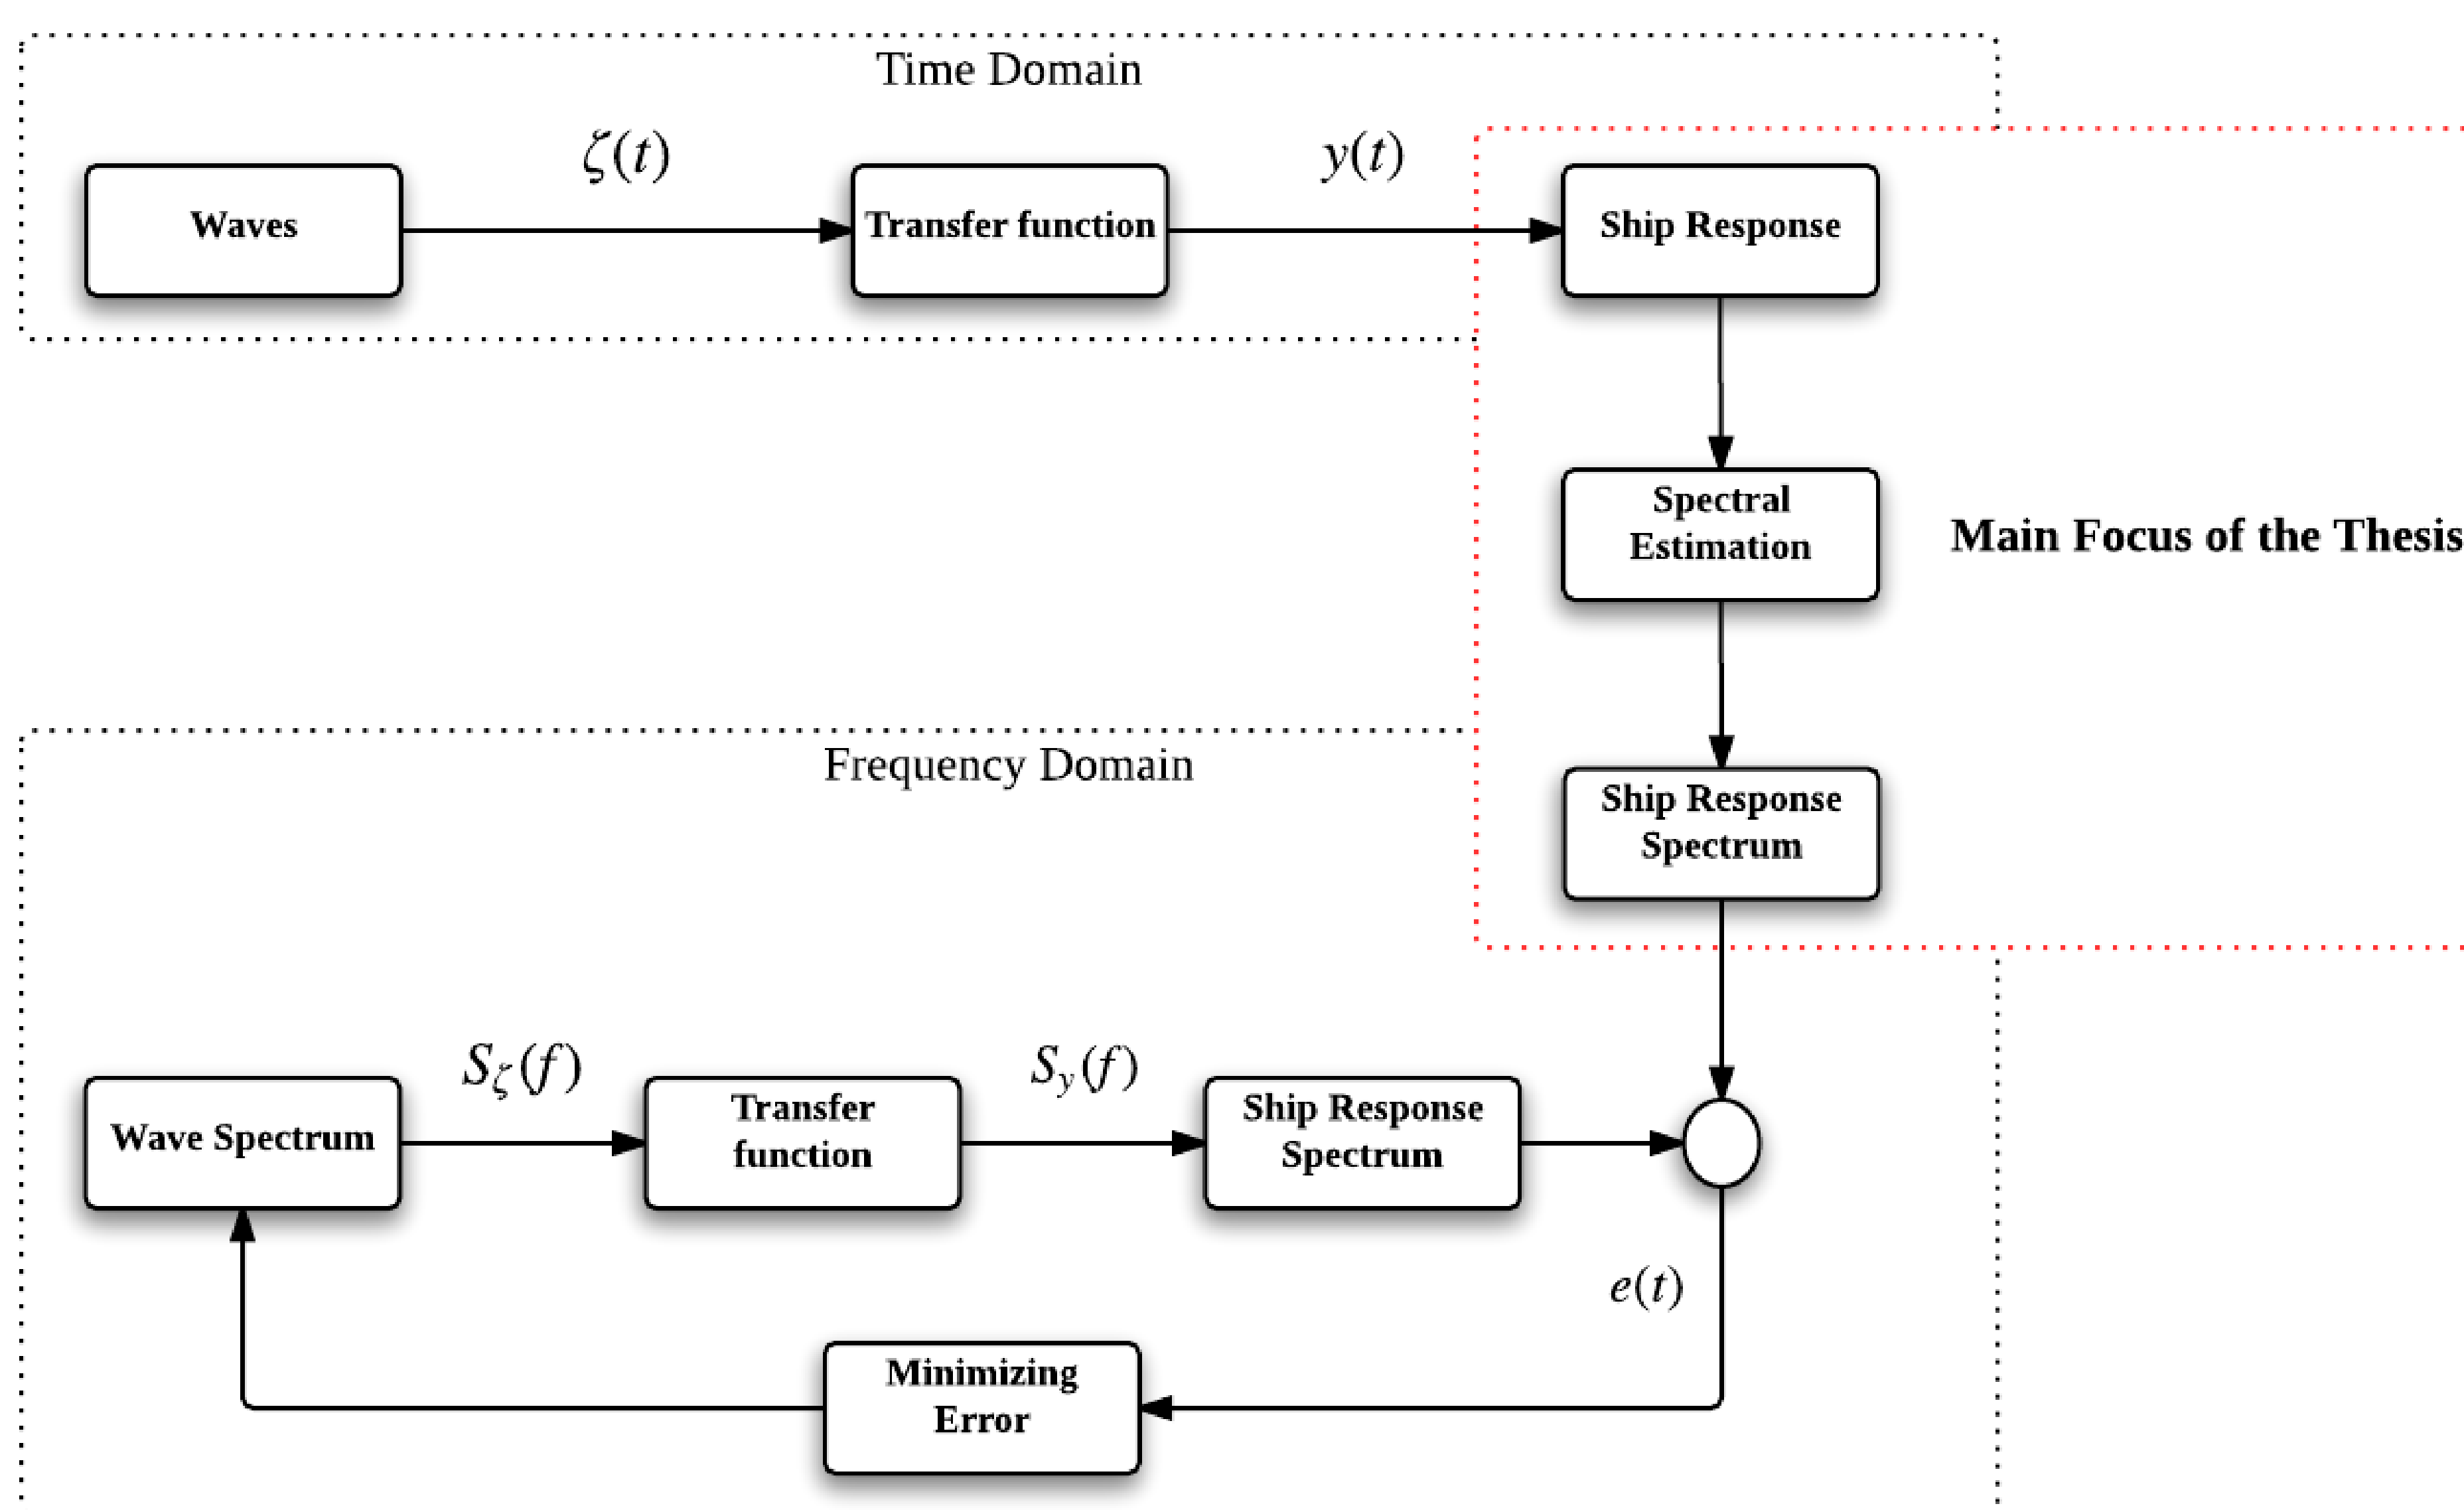 Time Domain
ζ(t)
y(t)
Waves
Transfer function
Ship Response
Spectral
Estimation
Main Focus of the Thesis
Frequency Domain
Ship Response
Spectrum
S_ζ(f)
S_y(f)
Wave Spectrum
Transfer
function
Ship Response
Spectrum
e(t)
Minimizing
Error